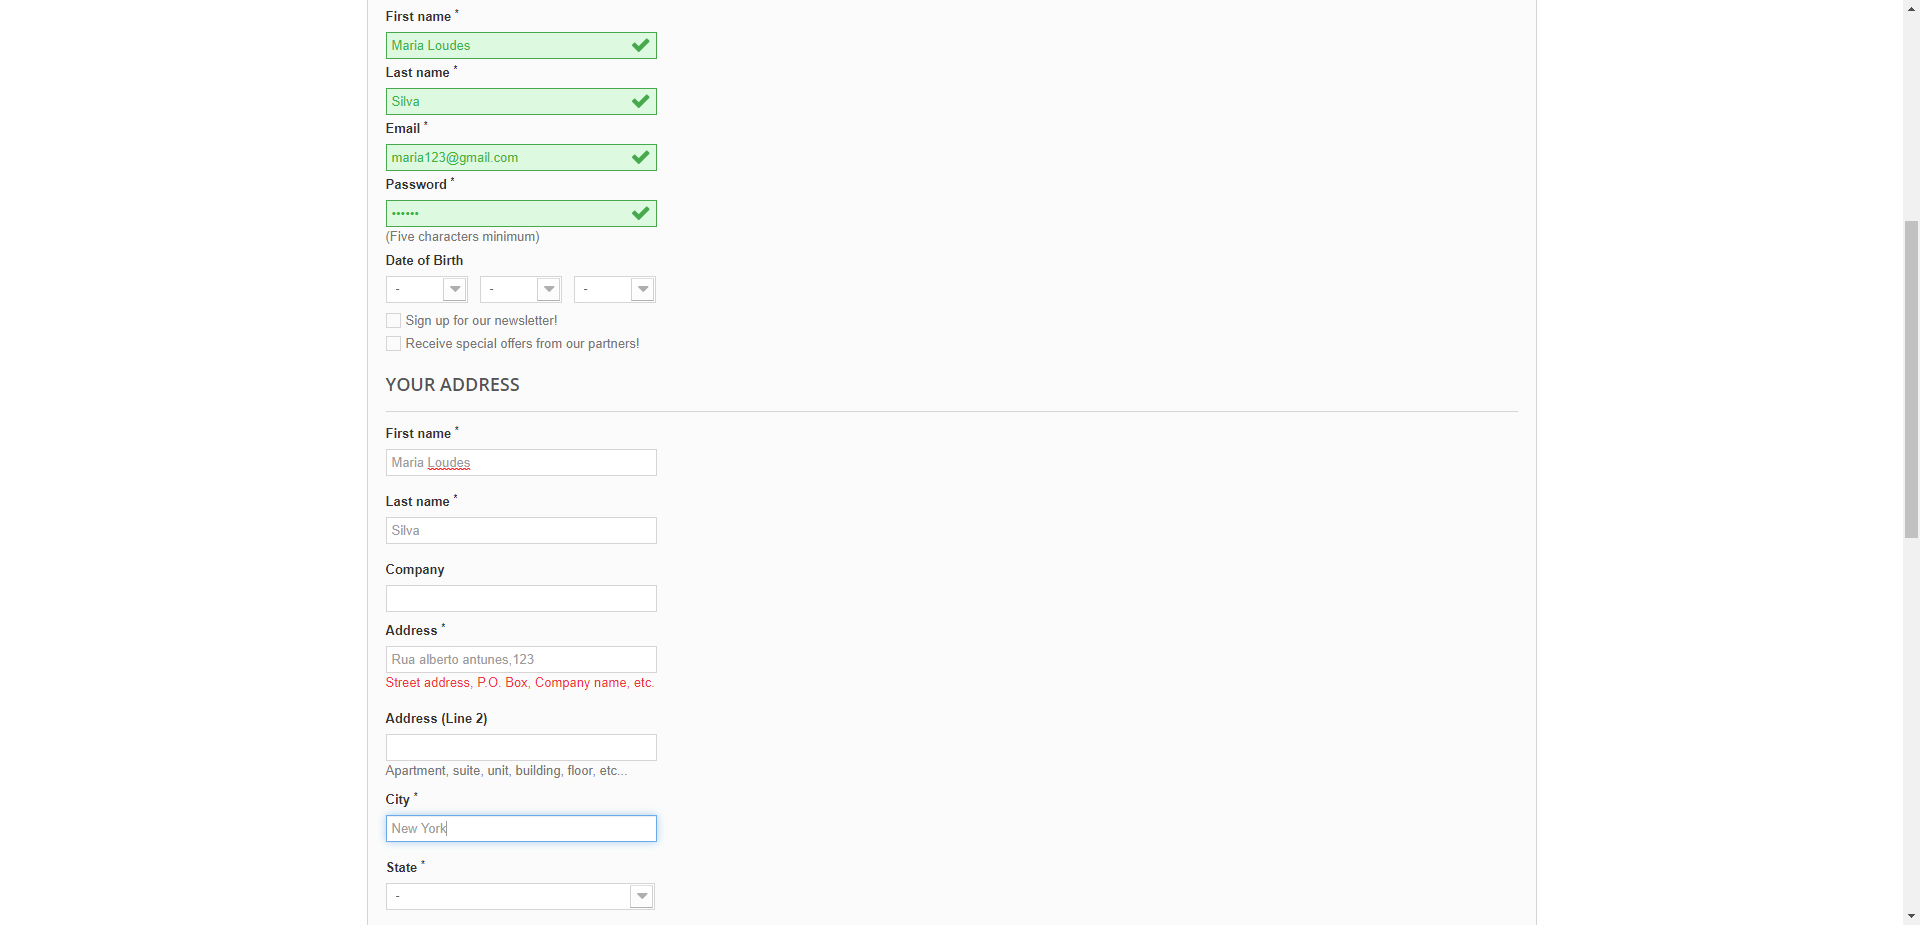 First name *
Maria Loudes
Last name *
Silva
Email *
maria123@gmail.com
Password *
••••••
(Five characters minimum)
Date of Birth
- - -
Sign up for our newsletter!
Receive special offers from our partners!
YOUR ADDRESS
First name *
Maria Loudes
Last name *
Silva
Company
Address *
Rua alberto antunes,123
Street address, P.O. Box, Company name, etc.
Address (Line 2)
Apartment, suite, unit, building, floor, etc...
City *
New York
State *
-